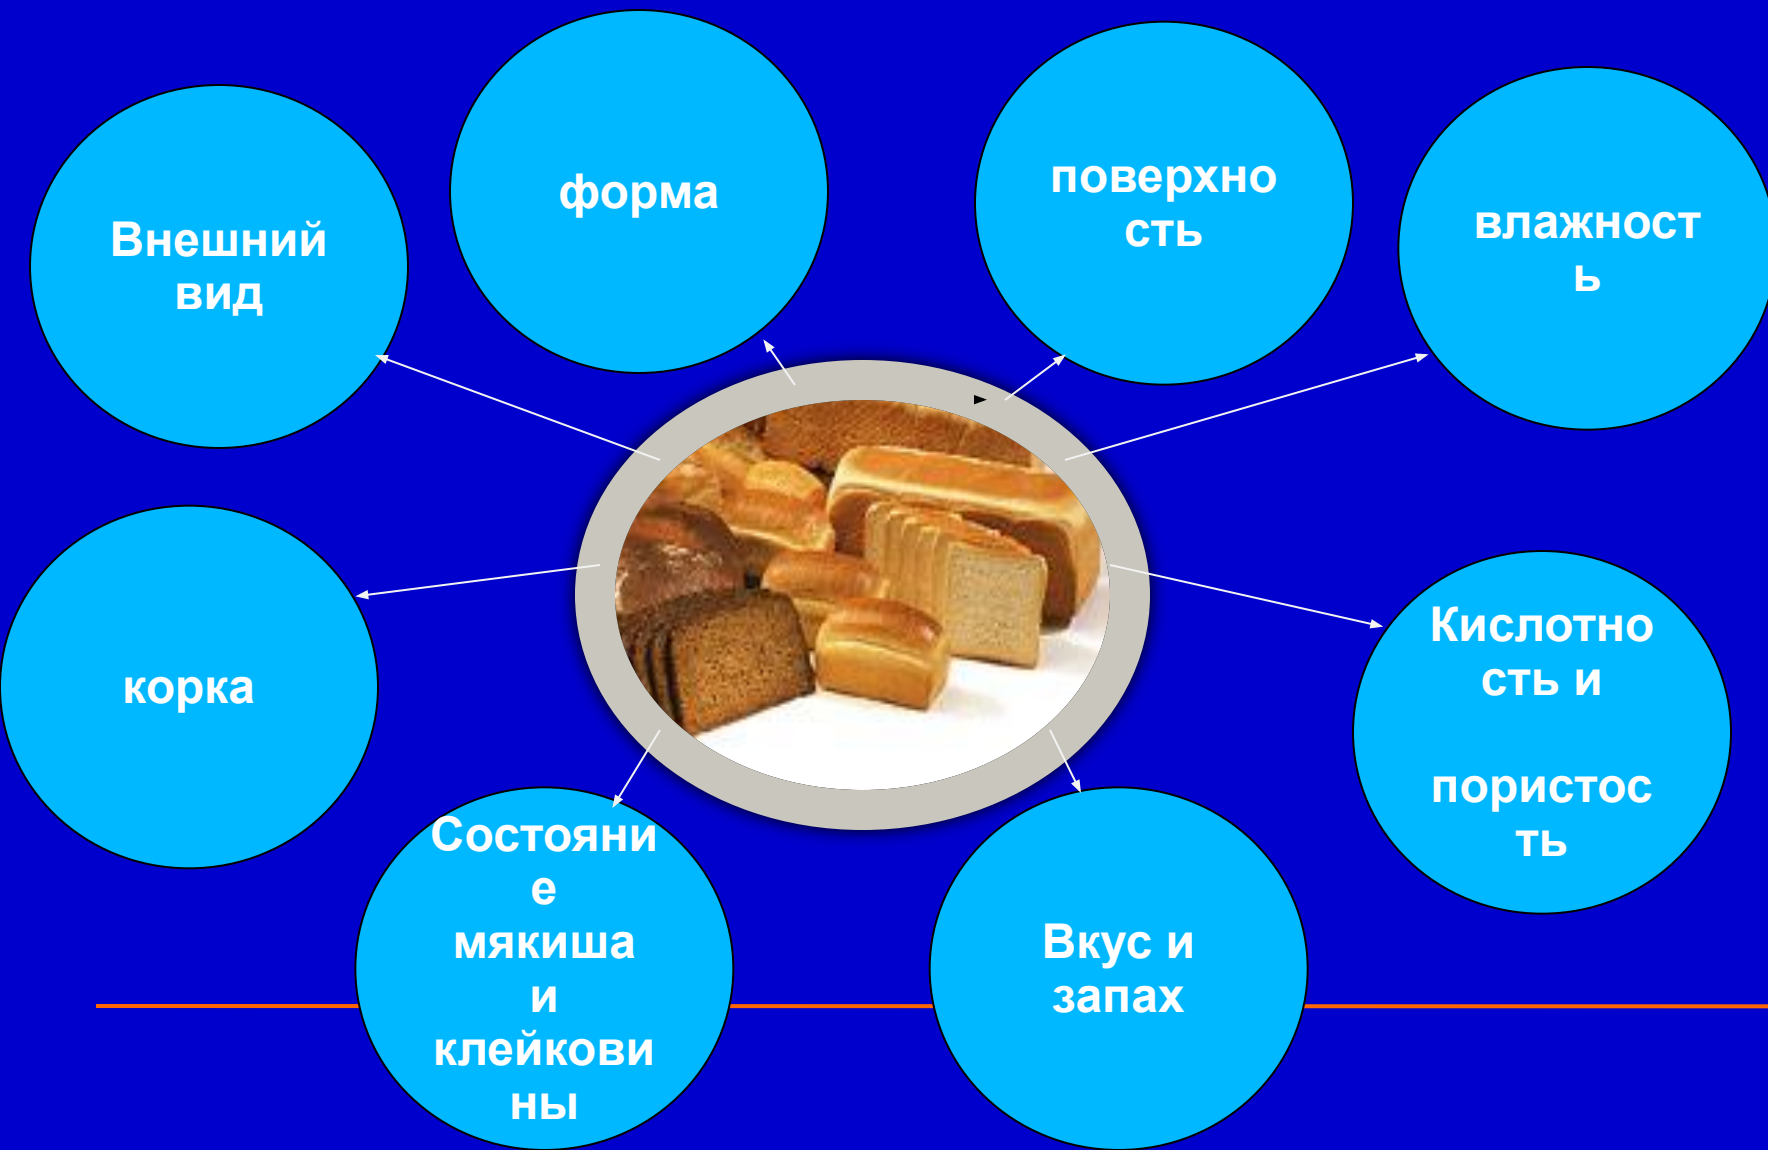 Внешний
вид
форма
поверхно
сть
влажност
ь
корка
Кислотно
сть и
пористос
ть
Состояни
е
мякиша
и
клейкови
ны
Вкус и
запах